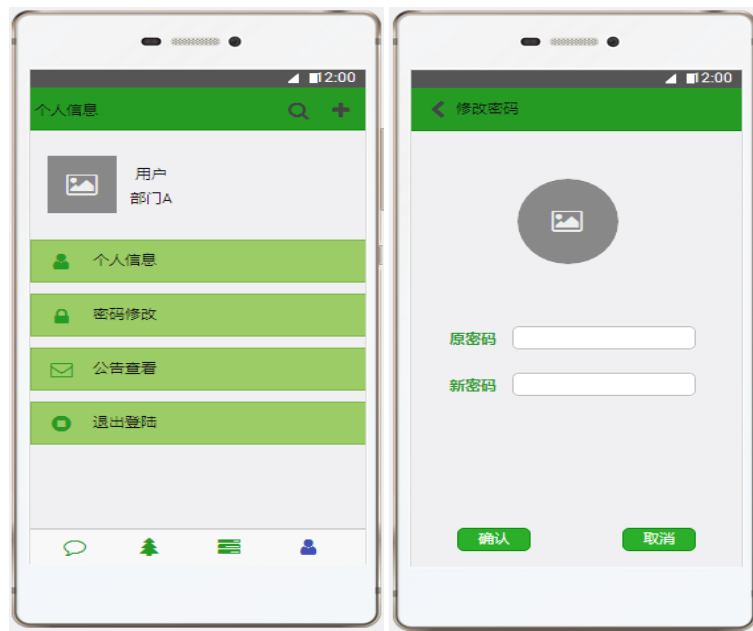 12:00
个人信息
用户
部门A
个人信息
密码修改
公告查看
退出登陆
12:00
修改密码
原密码
新密码
确认
取消